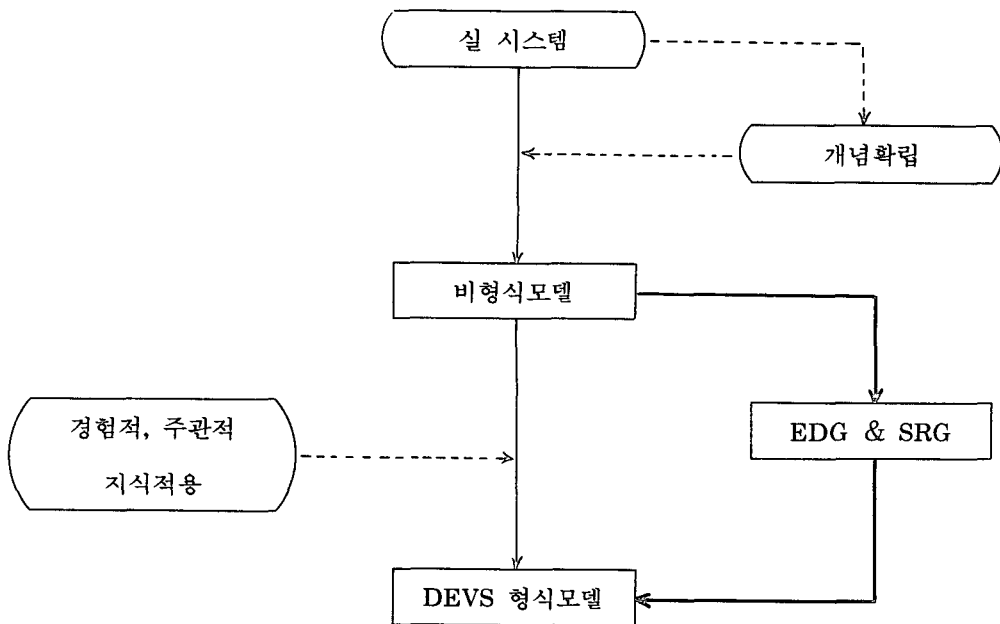 실 시스템
개념확립
비형식모델
경험적, 주관적
지식적용
EDG & SRG
DEVS 형식모델